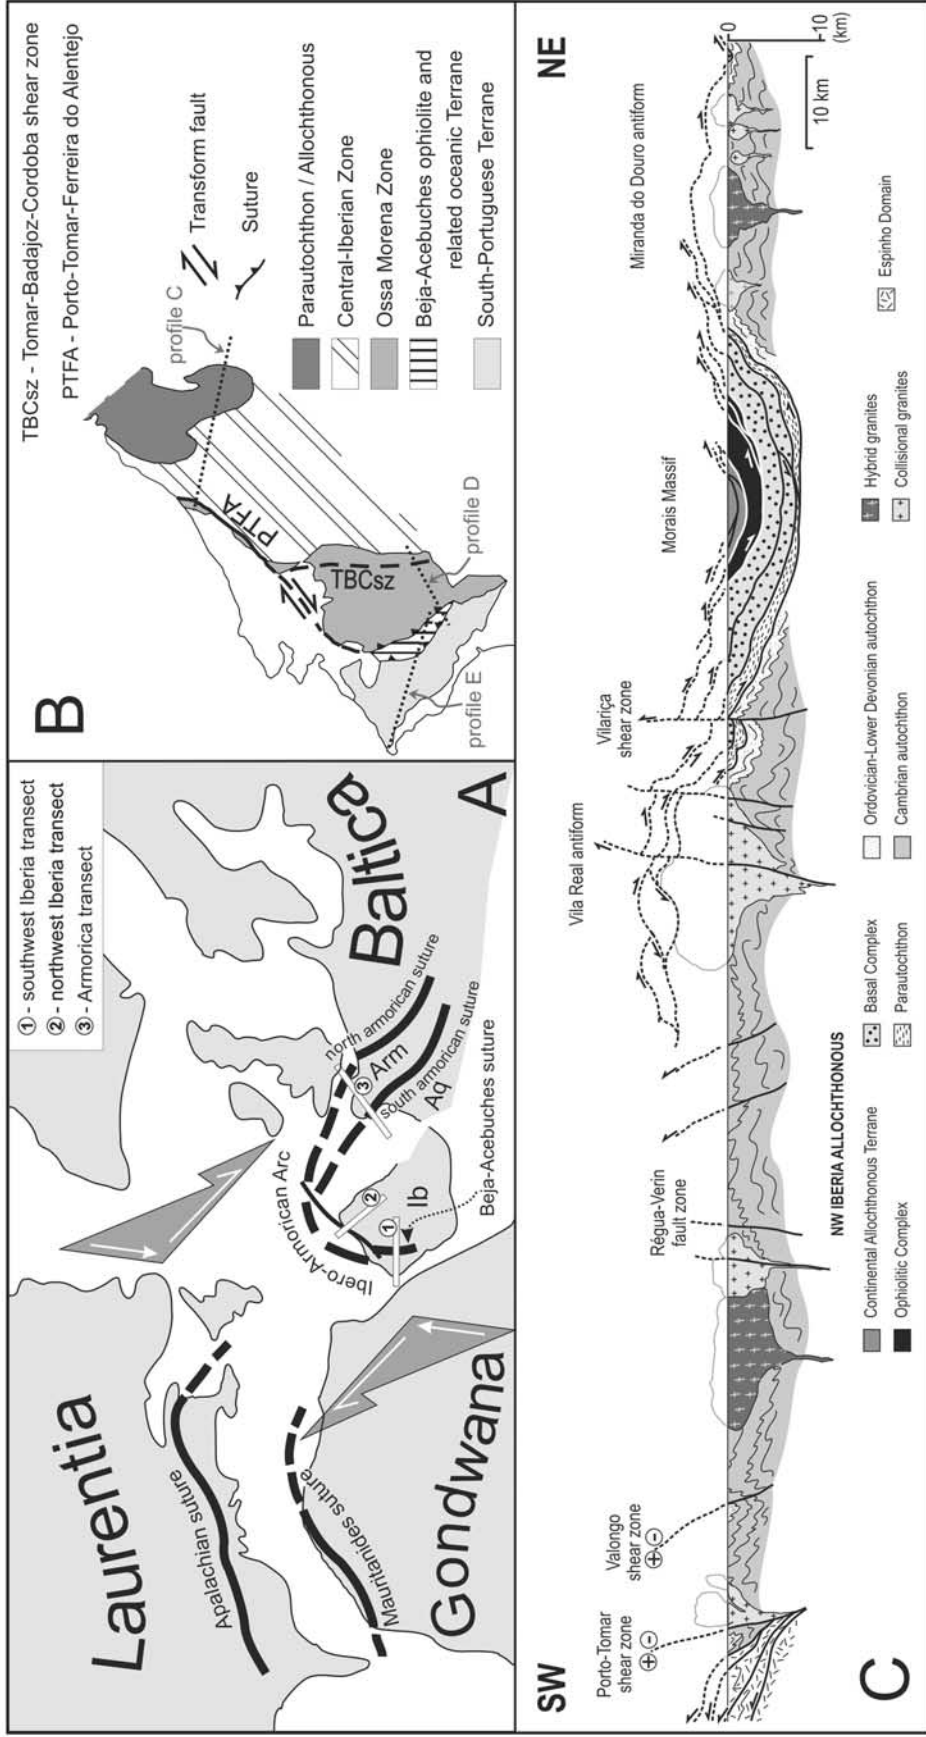 Laurentia
Apalachian suture
Mauritanides suture
Gondwana
Ibero-Armorican Arc
① - southwest Iberia transect
② - northwest Iberia transect
③ - Armorica transect
Baltica
north armorican suture
③
Arm
south armorican suture
Aq
②
①
Ib
Beja-Acebuches suture
A
B
TBCsz - Tomar-Badajoz-Cordoba shear zone
PTFA - Porto-Tomar-Ferreira do Alentejo
profile C
PTFA
TBCsz
profile E
profile D
Transform fault
Suture
Parautochthon / Allochthonous
Central-Iberian Zone
Ossa Morena Zone
Beja-Acebuches ophiolite and
related oceanic Terrane
South-Portuguese Terrane
SW
NE
Porto-Tomar
shear zone
+ -
Valongo
shear zone
+ -
Régua-Verin
fault zone
Vila Real antiform
Vilariça
shear zone
Morais Massif
Miranda do Douro antiform
0
10
(km)
10 km
C
NW IBERIA ALLOCHTHONOUS
Continental Allochthonous Terrane
Basal Complex
Ordovician-Lower Devonian autochthon
Hybrid granites
Espinho Domain
Ophiolitic Complex
Parautochthon
Cambrian autochthon
Collisional granites